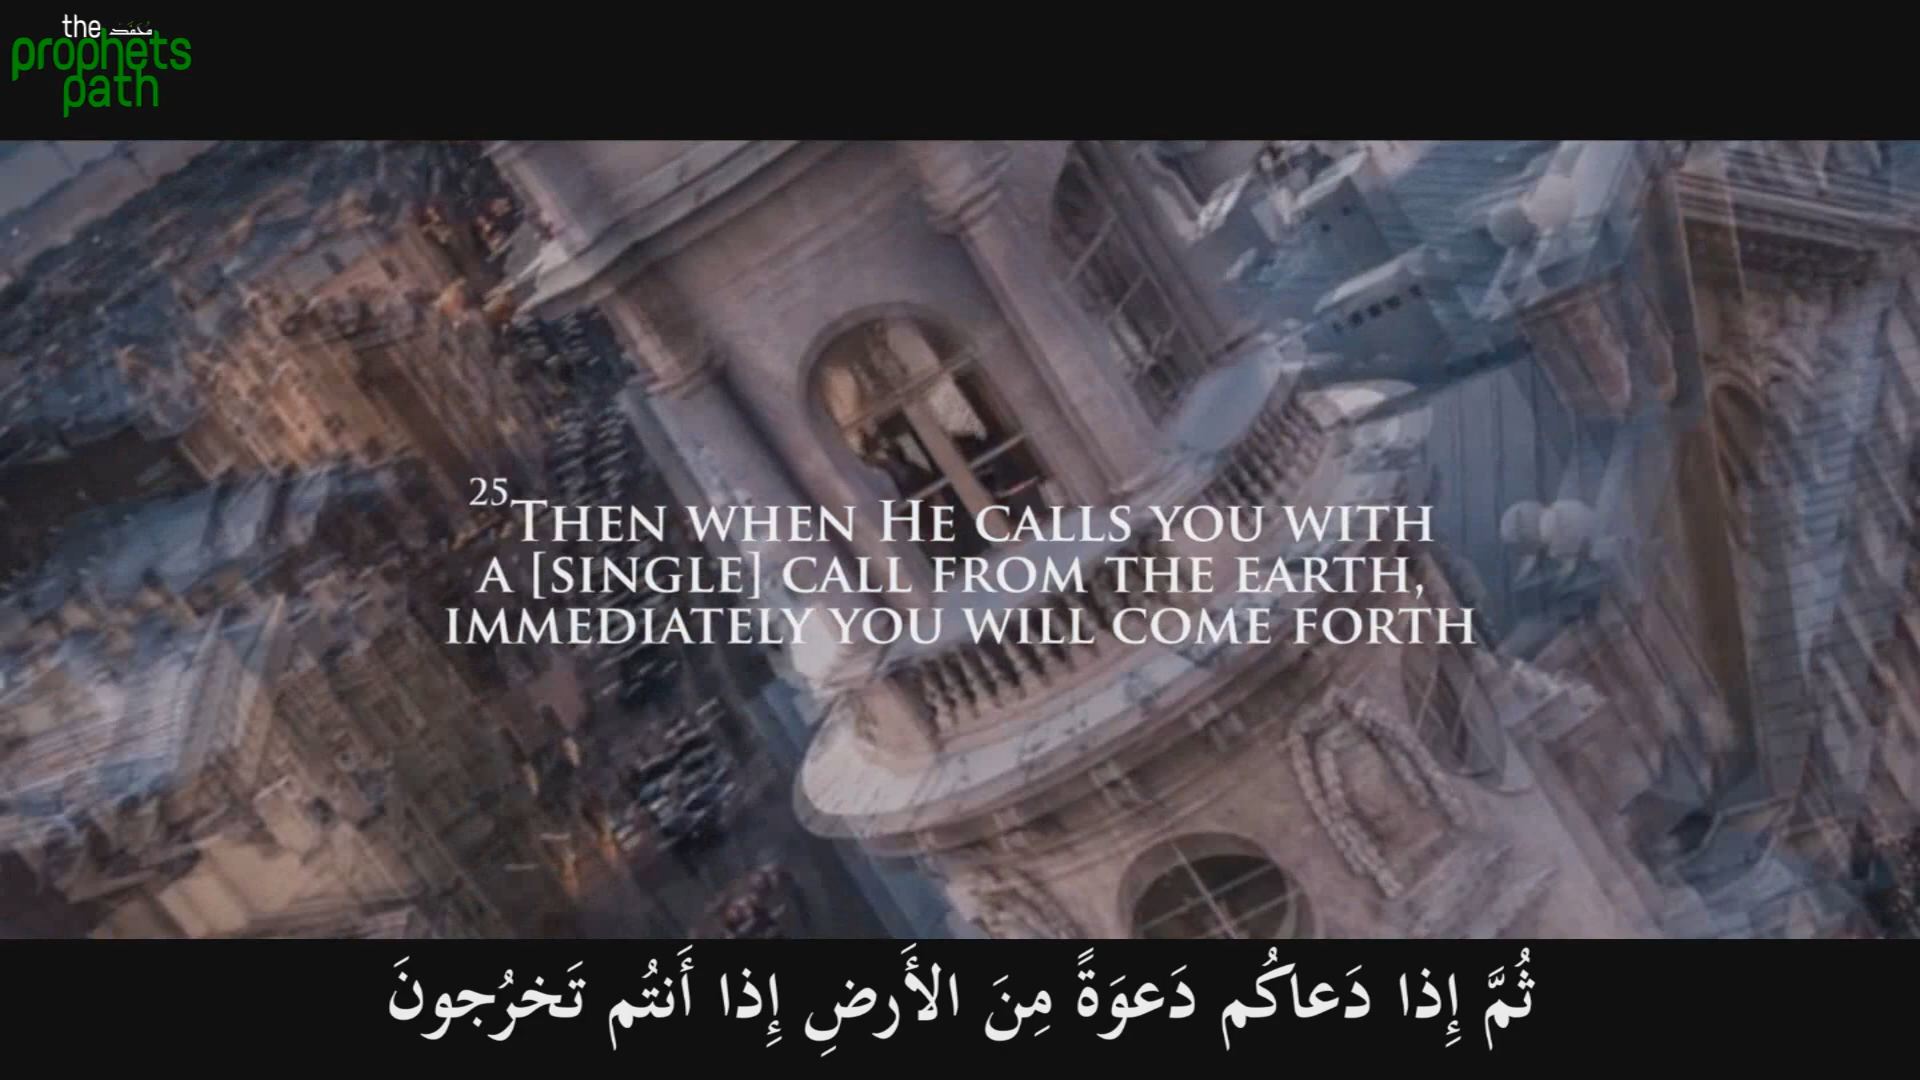 the مُحَمَّد
prophets
path
25 THEN WHEN HE CALLS YOU WITH
A [SINGLE] CALL FROM THE EARTH,
IMMEDIATELY YOU WILL COME FORTH
ثُمَّ إِذا دَعاكُم دَعوَةً مِنَ الأَرضِ إِذا أَنتُم تَخرُجونَ